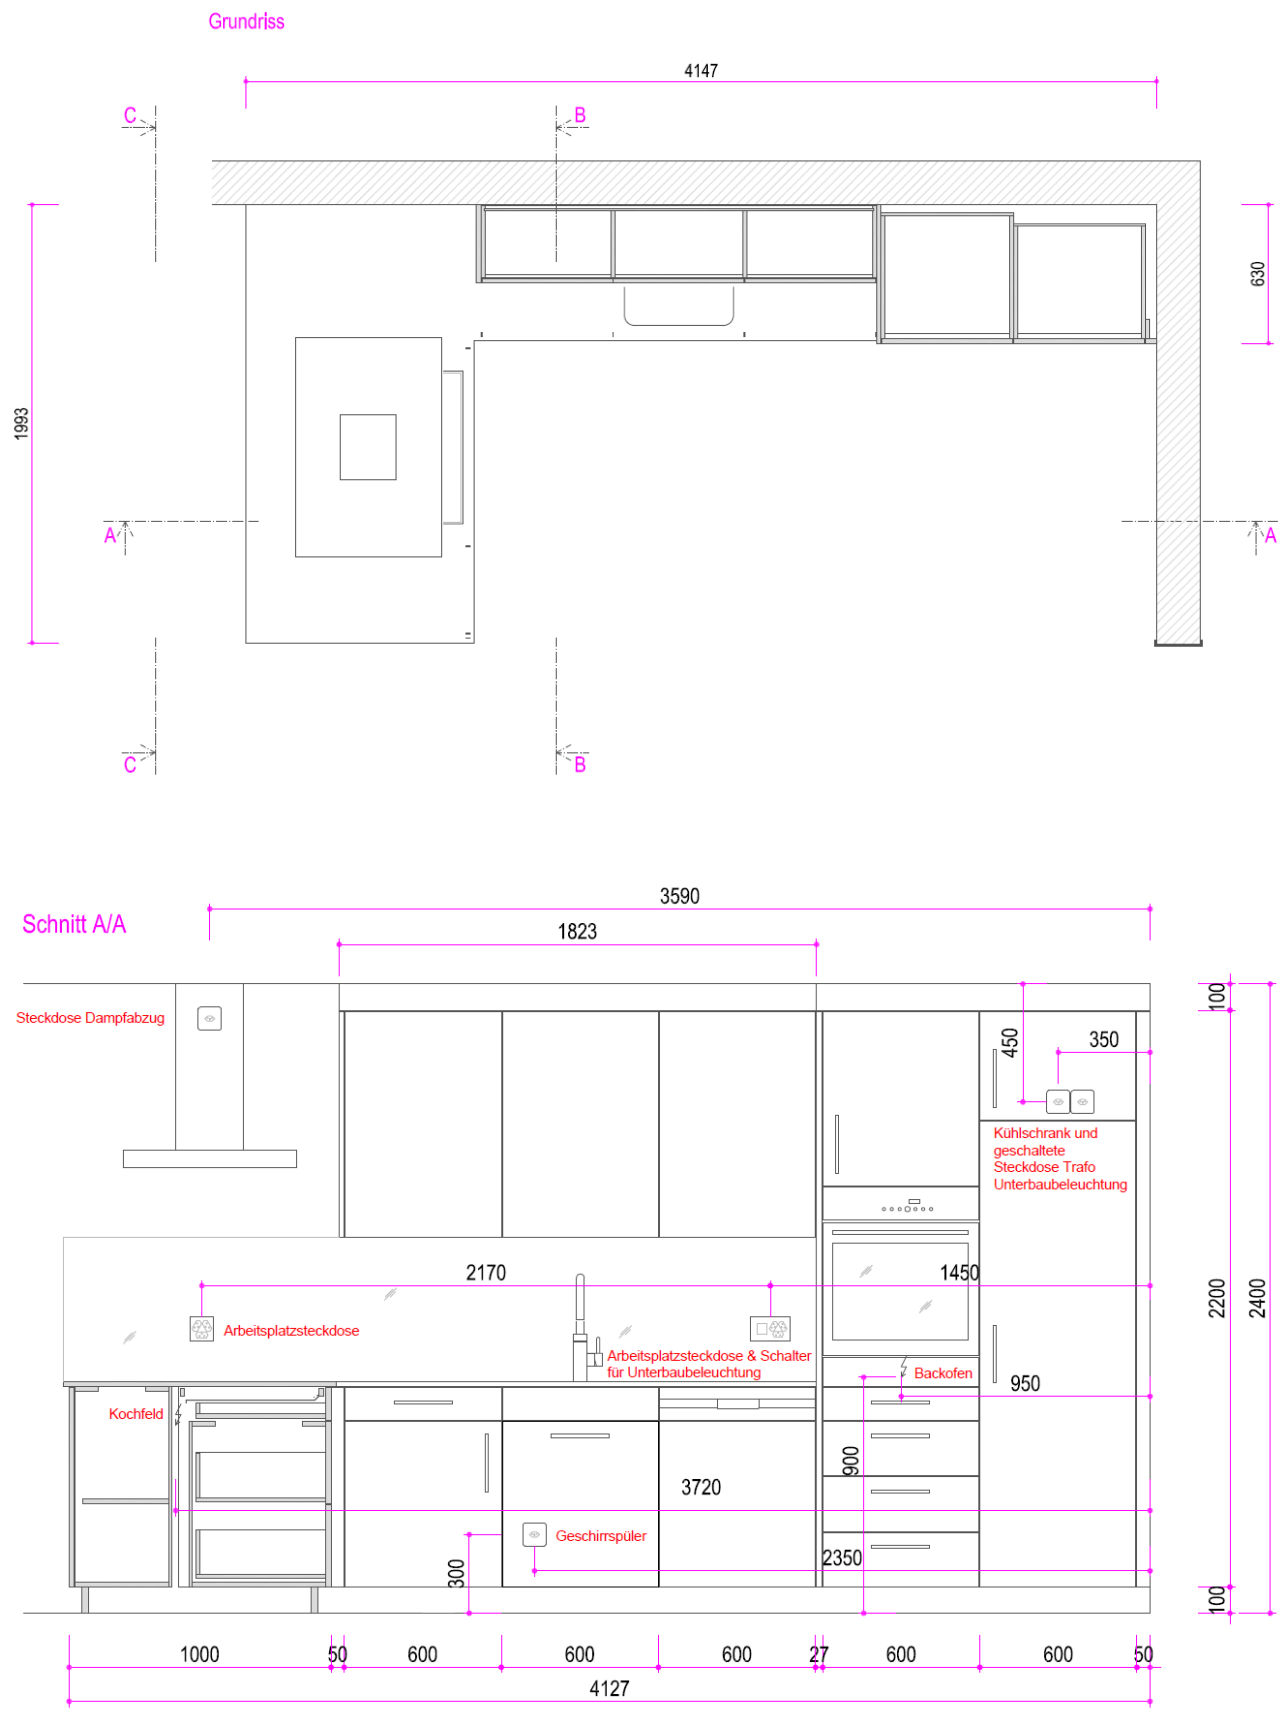 Grundriss
4147
C
B
630
1993
A
A
C
B
3590
Schnitt A/A
1823
100
Steckdose Dampfabzug
450
350
Kühlschrank und
geschaltete
Steckdose Trafo
Unterbaubeleuchtung
2170
1450
2200
2400
Arbeitsplatzsteckdose
Arbeitsplatzsteckdose & Schalter
für Unterbaubeleuchtung
Backofen
950
Kochfeld
900
3720
Geschirrspüler
300
2350
100
1000
50
600
600
600
27
600
600
50
4127